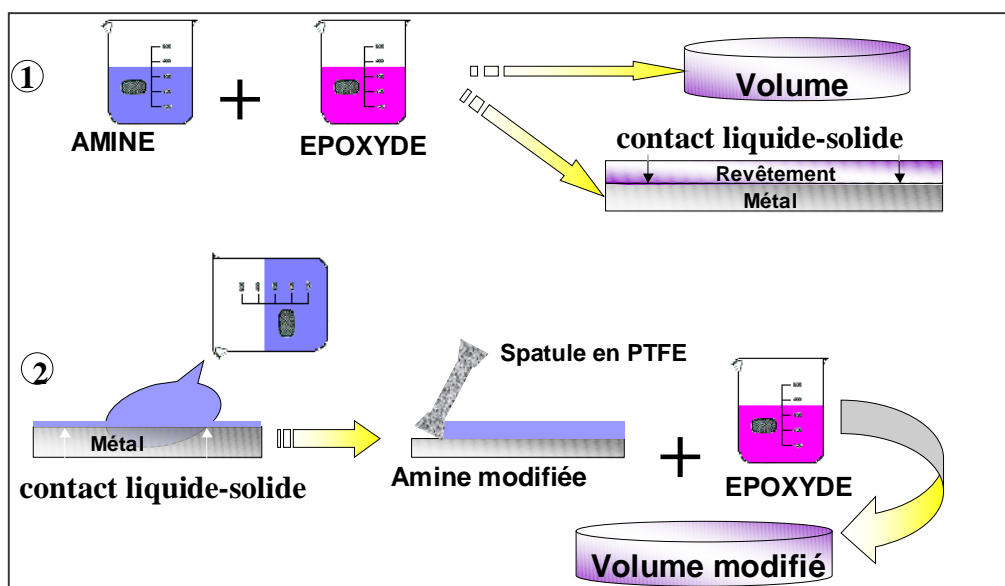 1
AMINE
+
EPOXYDE
Volume
contact liquide-solide
Revêtement
Métal
2
Métal
contact liquide-solide
Spatule en PTFE
Amine modifiée
+
EPOXYDE
Volume modifié